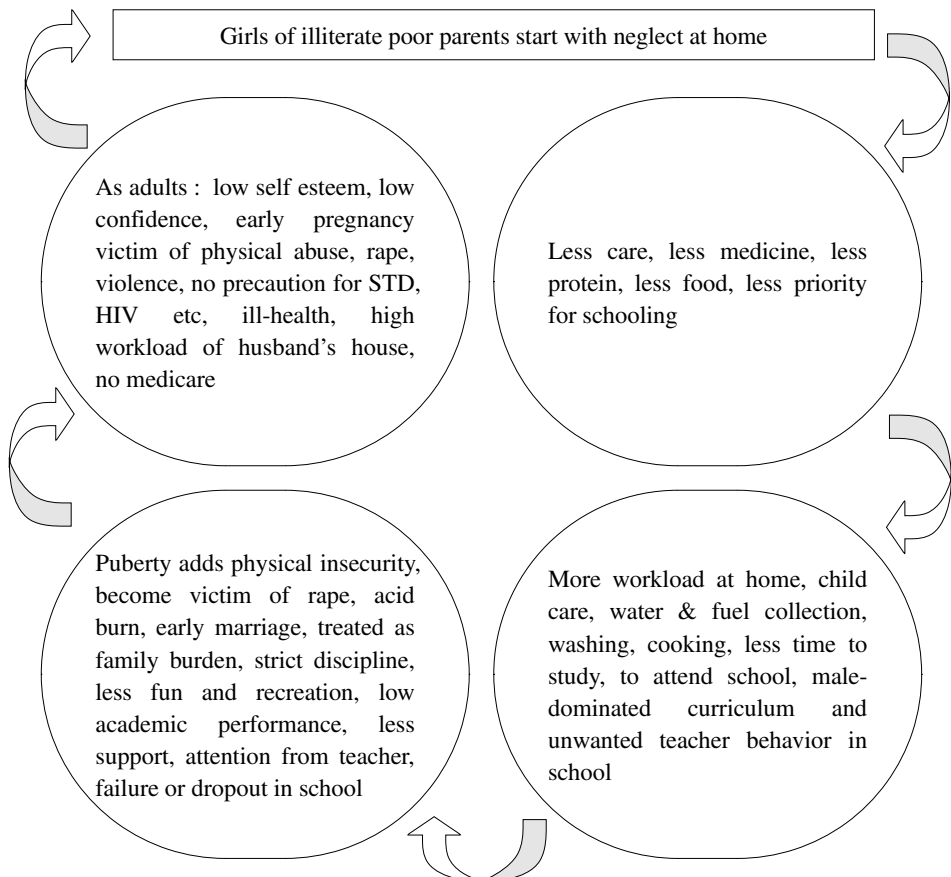 Girls of illiterate poor parents start with neglect at home
As adults : low self esteem, low
confidence, early pregnancy
victim of physical abuse, rape,
violence, no precaution for STD,
HIV etc, ill-health, high
workload of husband's house,
no medicare
Less care, less medicine, less
protein, less food, less priority
for schooling
Puberty adds physical insecurity,
become victim of rape, acid
burn, early marriage, treated as
family burden, strict discipline,
less fun and recreation, low
academic performance, less
support, attention from teacher,
failure or dropout in school
More workload at home, child
care, water & fuel collection,
washing, cooking, less time to
study, to attend school, male-
dominated curriculum and
unwanted teacher behavior in
school